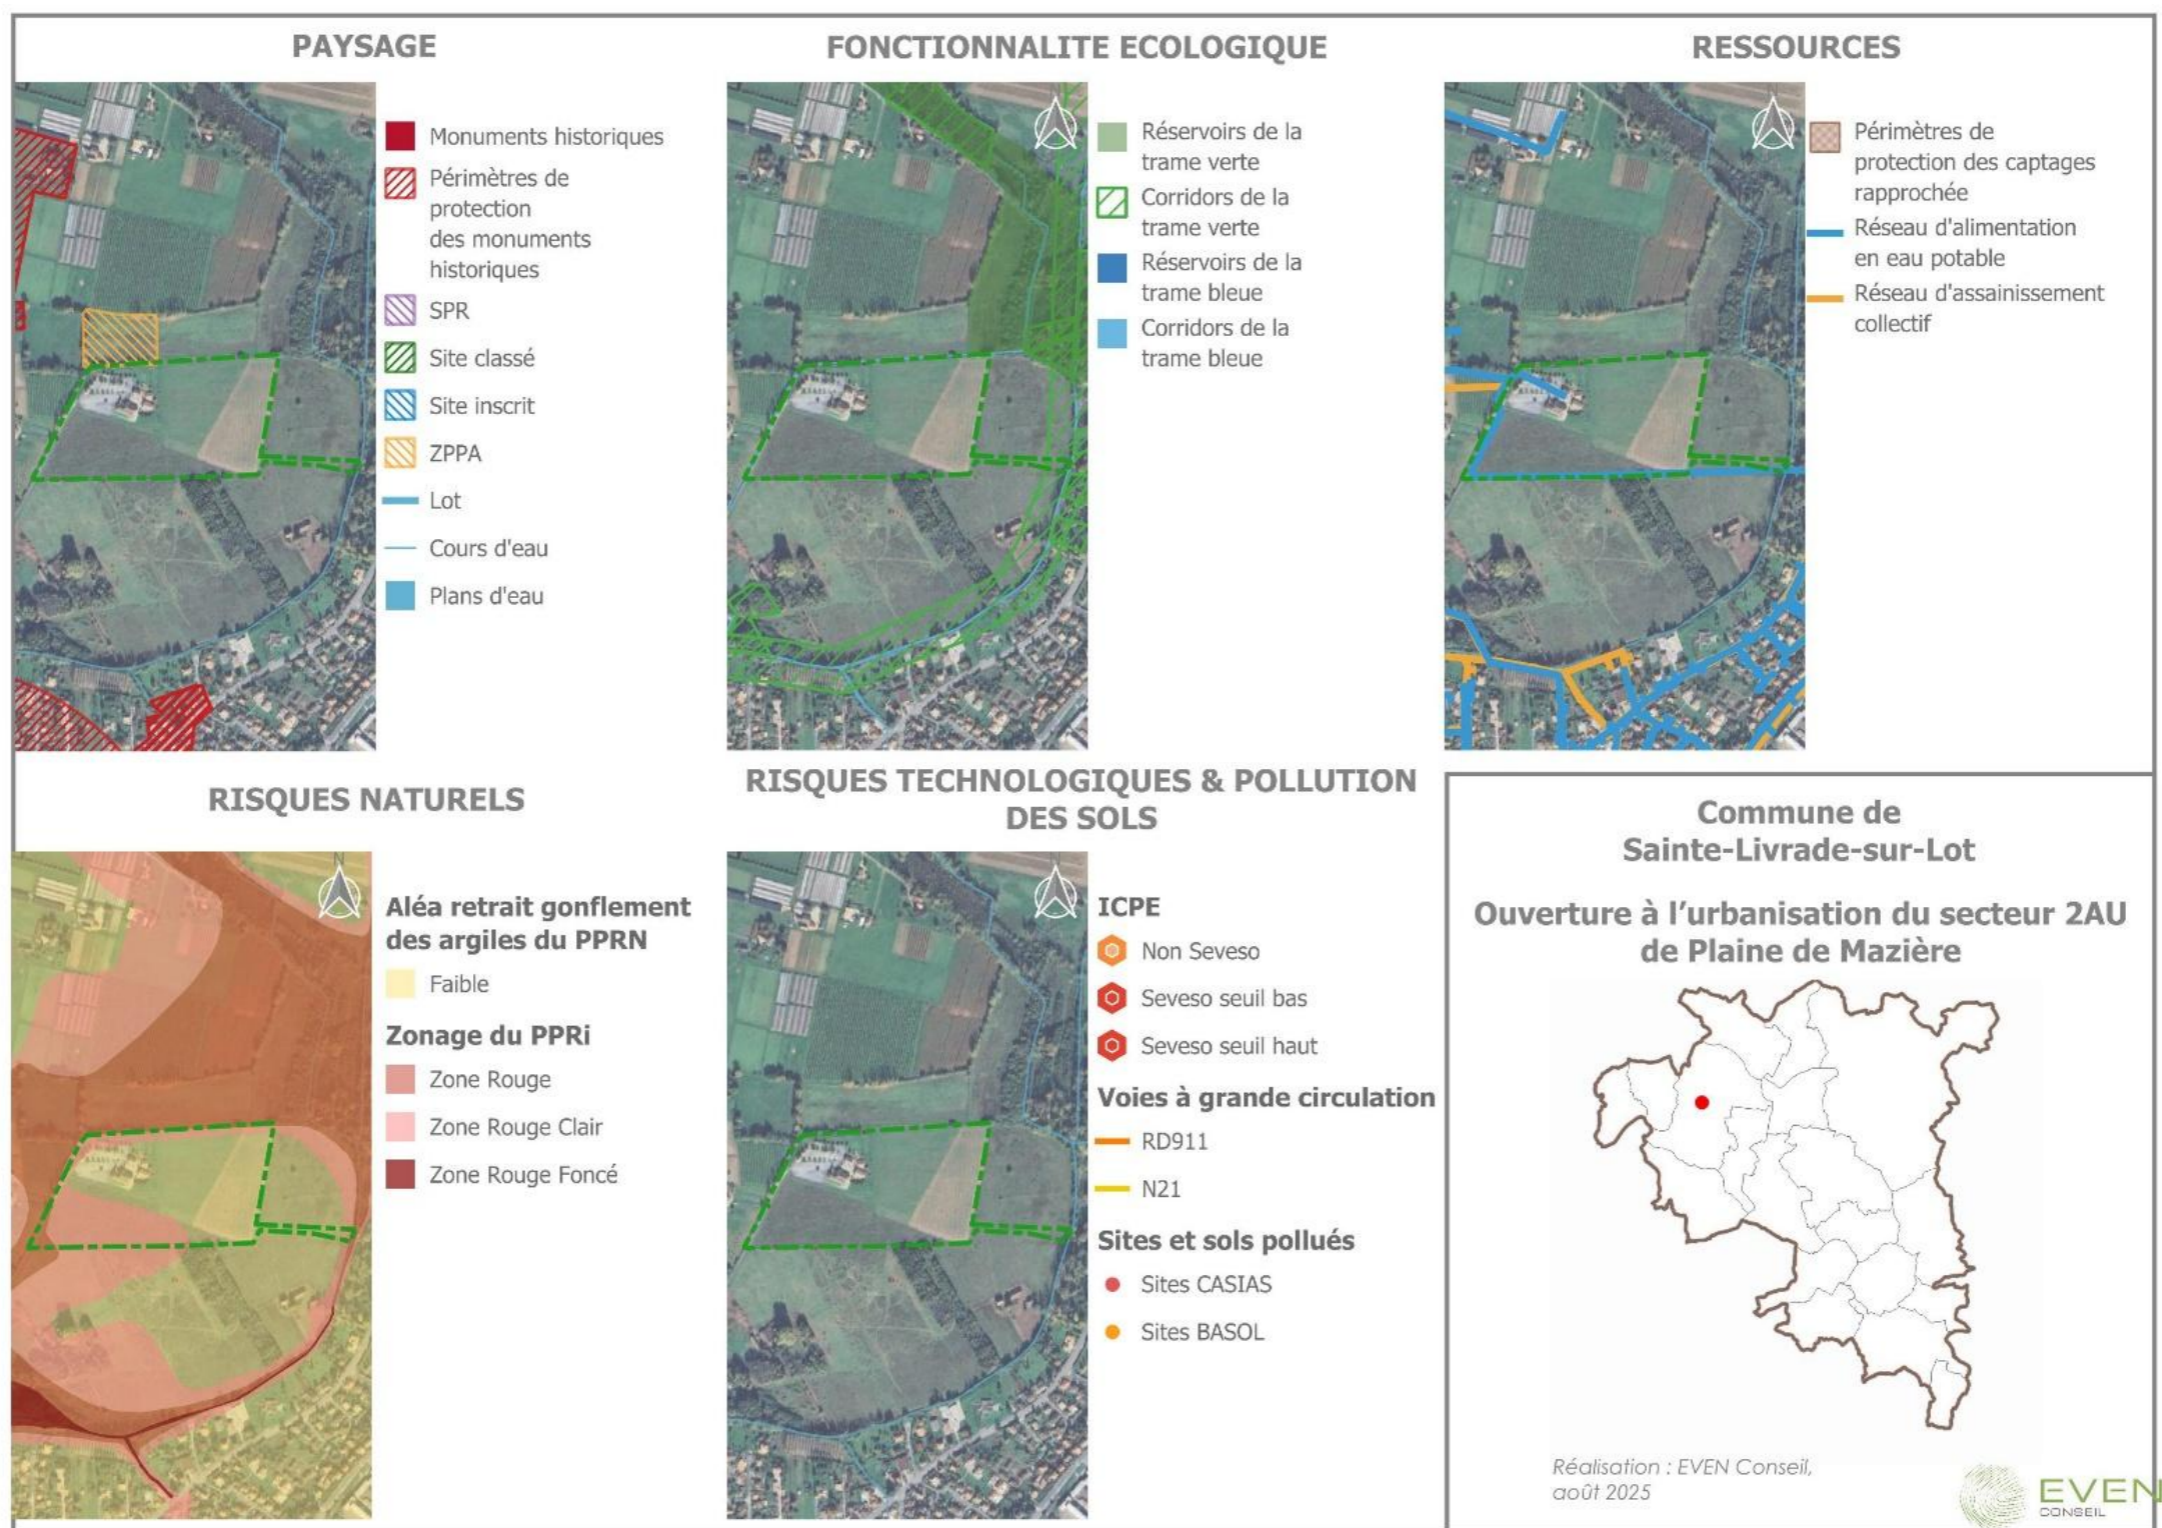 PAYSAGE
Monuments historiques
Périmètres de
protection
des monuments
historiques
SPR
Site classé
Site inscrit
ZPPA
Lot
Cours d'eau
Plans d'eau
FONCTIONNALITE ECOLOGIQUE
Réservoirs de la
trame verte
Corridors de la
trame verte
Réservoirs de la
trame bleue
Corridors de la
trame bleue
RESSOURCES
Périmètres de
protection des captages
rapprochée
Réseau d'alimentation
en eau potable
Réseau d'assainissement
collectif
RISQUES NATURELS
Aléa retrait gonflement
des argiles du PPRN
Faible
Zonage du PPRi
Zone Rouge
Zone Rouge Clair
Zone Rouge Foncé
RISQUES TECHNOLOGIQUES & POLLUTION
DES SOLS
ICPE
Non Seveso
Seveso seuil bas
Seveso seuil haut
Voies à grande circulation
RD911
N21
Sites et sols pollués
Sites CASIAS
Sites BASOL
Commune de
Sainte-Livrade-sur-Lot
Ouverture à l'urbanisation du secteur 2AU
de Plaine de Mazière
Réalisation : EVEN Conseil,
août 2025
EVEN
CONSEIL